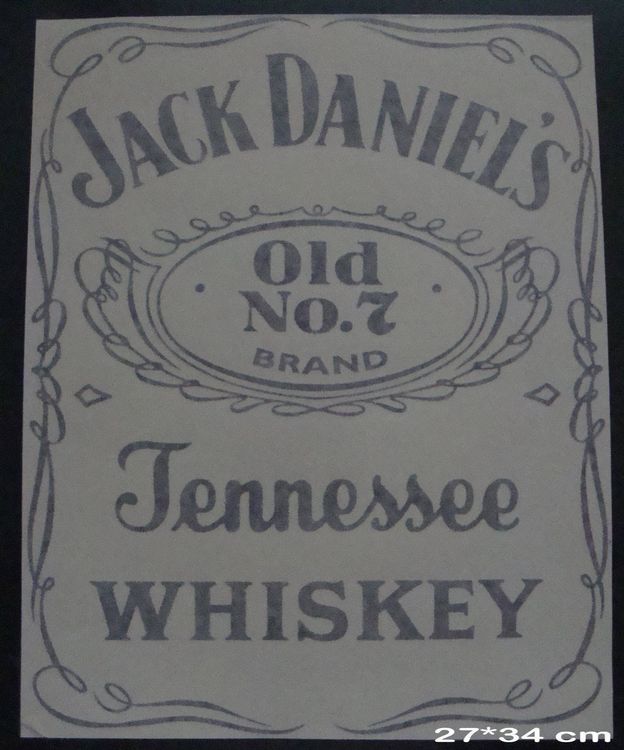 JACK DANIEL'S
Old
No.7
BRAND
Tennessee
WHISKEY
27*34 cm